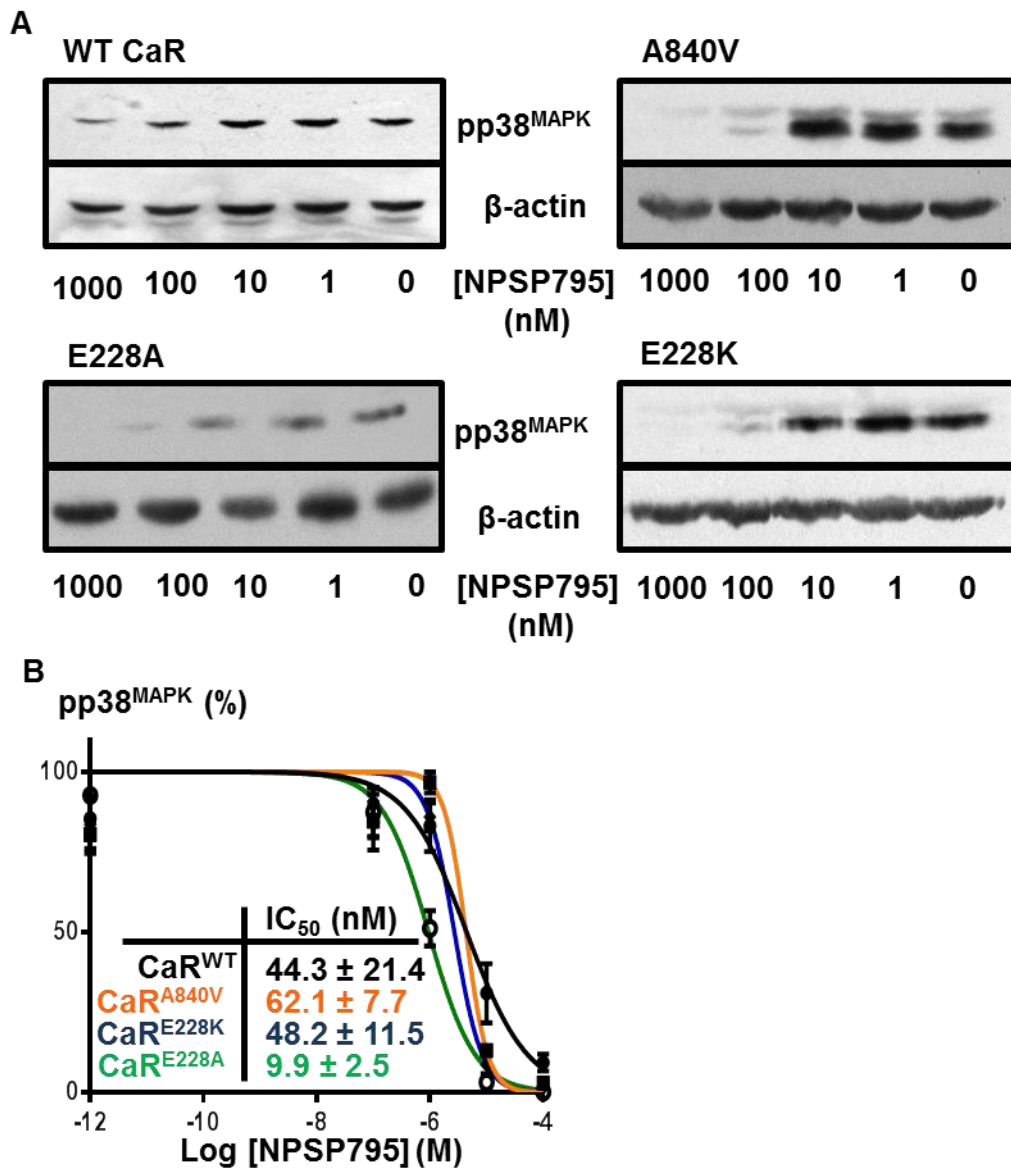 A
WT CaR
A840V
pp38MAPK
β-actin
1000 100 10 1 0 [NPSP795] (nM) 1000 100 10 1 0
E228A
E228K
pp38MAPK
β-actin
1000 100 10 1 0 [NPSP795] (nM) 1000 100 10 1 0
B
pp38MAPK (%)
100
50
0
IC50 (nM)
CaRWT 44.3 ± 21.4
CaRA840V 62.1 ± 7.7
CaRE228K 48.2 ± 11.5
CaRE228A 9.9 ± 2.5
-12 -10 -8 -6 -4
Log [NPSP795] (M)